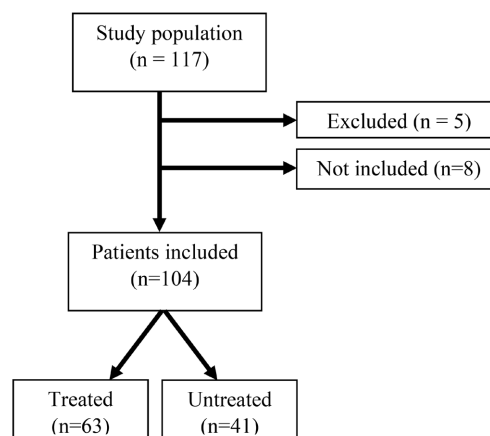 Study population
(n = 117)
Excluded (n = 5)
Not included (n=8)
Patients included
(n=104)
Treated
(n=63)
Untreated
(n=41)